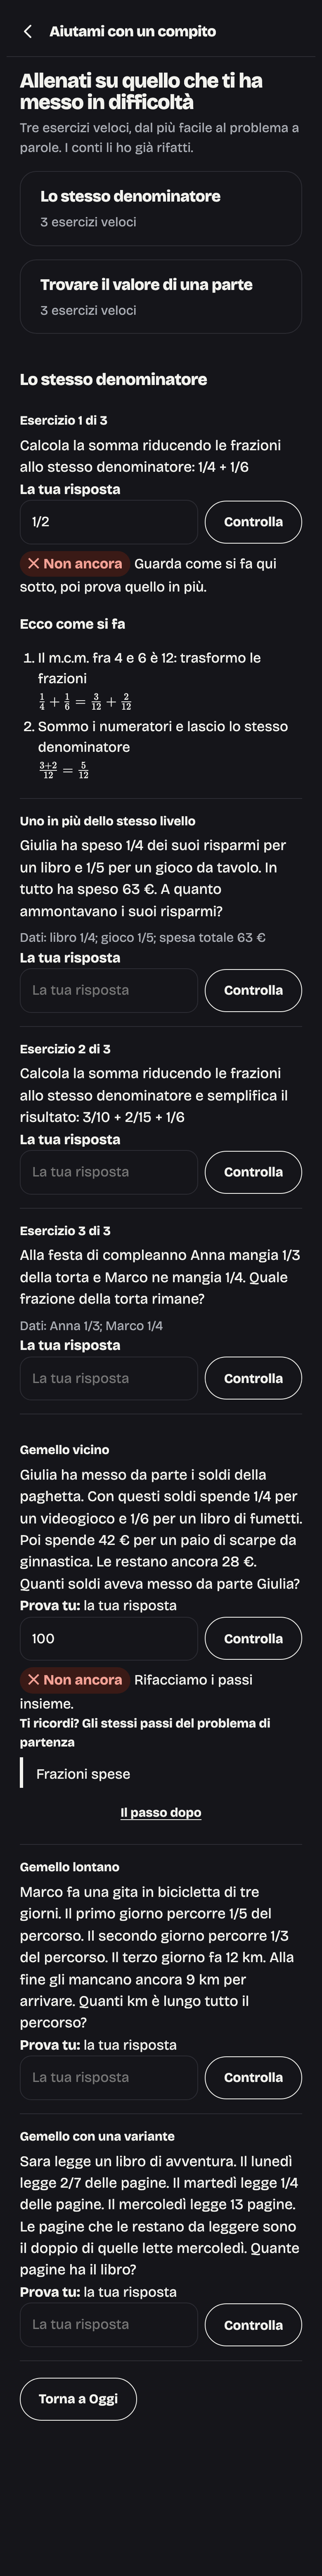 Aiutami con un compito
Allenati su quello che ti ha
messo in difficoltà
Tre esercizi veloci, dal più facile al problema a
parole. I conti li ho già rifatti.
Lo stesso denominatore
3 esercizi veloci
Trovare il valore di una parte
3 esercizi veloci
Lo stesso denominatore
Esercizio 1 di 3
Calcola la somma riducendo le frazioni
allo stesso denominatore: 1/4 + 1/6
La tua risposta
1/2 Controlla
✕ Non ancora Guarda come si fa qui
sotto, poi prova quello in più.
Ecco come si fa
1. Il m.c.m. fra 4 e 6 è 12: trasformo le
frazioni
1/4 + 1/6 = 3/12 + 2/12
2. Sommo i numeratori e lascio lo stesso
denominatore
3+2/12 = 5/12
Uno in più dello stesso livello
Giulia ha speso 1/4 dei suoi risparmi per
un libro e 1/5 per un gioco da tavolo. In
tutto ha speso 63 €. A quanto
ammontavano i suoi risparmi?
Dati: libro 1/4; gioco 1/5; spesa totale 63 €
La tua risposta
La tua risposta Controlla
Esercizio 2 di 3
Calcola la somma riducendo le frazioni
allo stesso denominatore e semplifica il
risultato: 3/10 + 2/15 + 1/6
La tua risposta
La tua risposta Controlla
Esercizio 3 di 3
Alla festa di compleanno Anna mangia 1/3
della torta e Marco ne mangia 1/4. Quale
frazione della torta rimane?
Dati: Anna 1/3; Marco 1/4
La tua risposta
La tua risposta Controlla
Gemello vicino
Giulia ha messo da parte i soldi della
paghetta. Con questi soldi spende 1/4 per
un videogioco e 1/6 per un libro di fumetti.
Poi spende 42 € per un paio di scarpe da
ginnastica. Le restano ancora 28 €.
Quanti soldi aveva messo da parte Giulia?
Prova tu: la tua risposta
100 Controlla
✕ Non ancora Rifacciamo i passi
insieme.
Ti ricordi? Gli stessi passi del problema di
partenza
Frazioni spese
Il passo dopo
Gemello lontano
Marco fa una gita in bicicletta di tre
giorni. Il primo giorno percorre 1/5 del
percorso. Il secondo giorno percorre 1/3
del percorso. Il terzo giorno fa 12 km. Alla
fine gli mancano ancora 9 km per
arrivare. Quanti km è lungo tutto il
percorso?
Prova tu: la tua risposta
La tua risposta Controlla
Gemello con una variante
Sara legge un libro di avventura. Il lunedì
legge 2/7 delle pagine. Il martedì legge 1/4
delle pagine. Il mercoledì legge 13 pagine.
Le pagine che le restano da leggere sono
il doppio di quelle lette mercoledì. Quante
pagine ha il libro?
Prova tu: la tua risposta
La tua risposta Controlla
Torna a Oggi